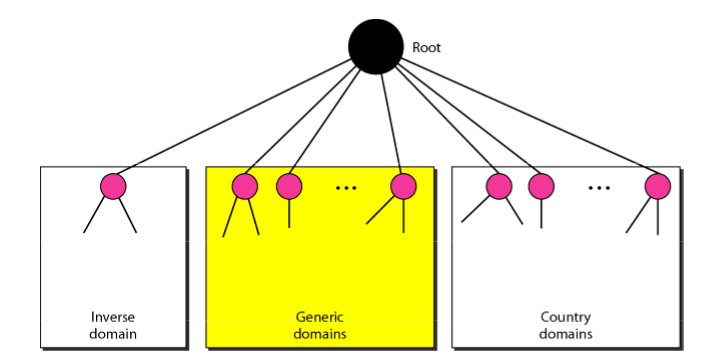 Root
...
...
Inverse
domain
Generic
domains
Country
domains